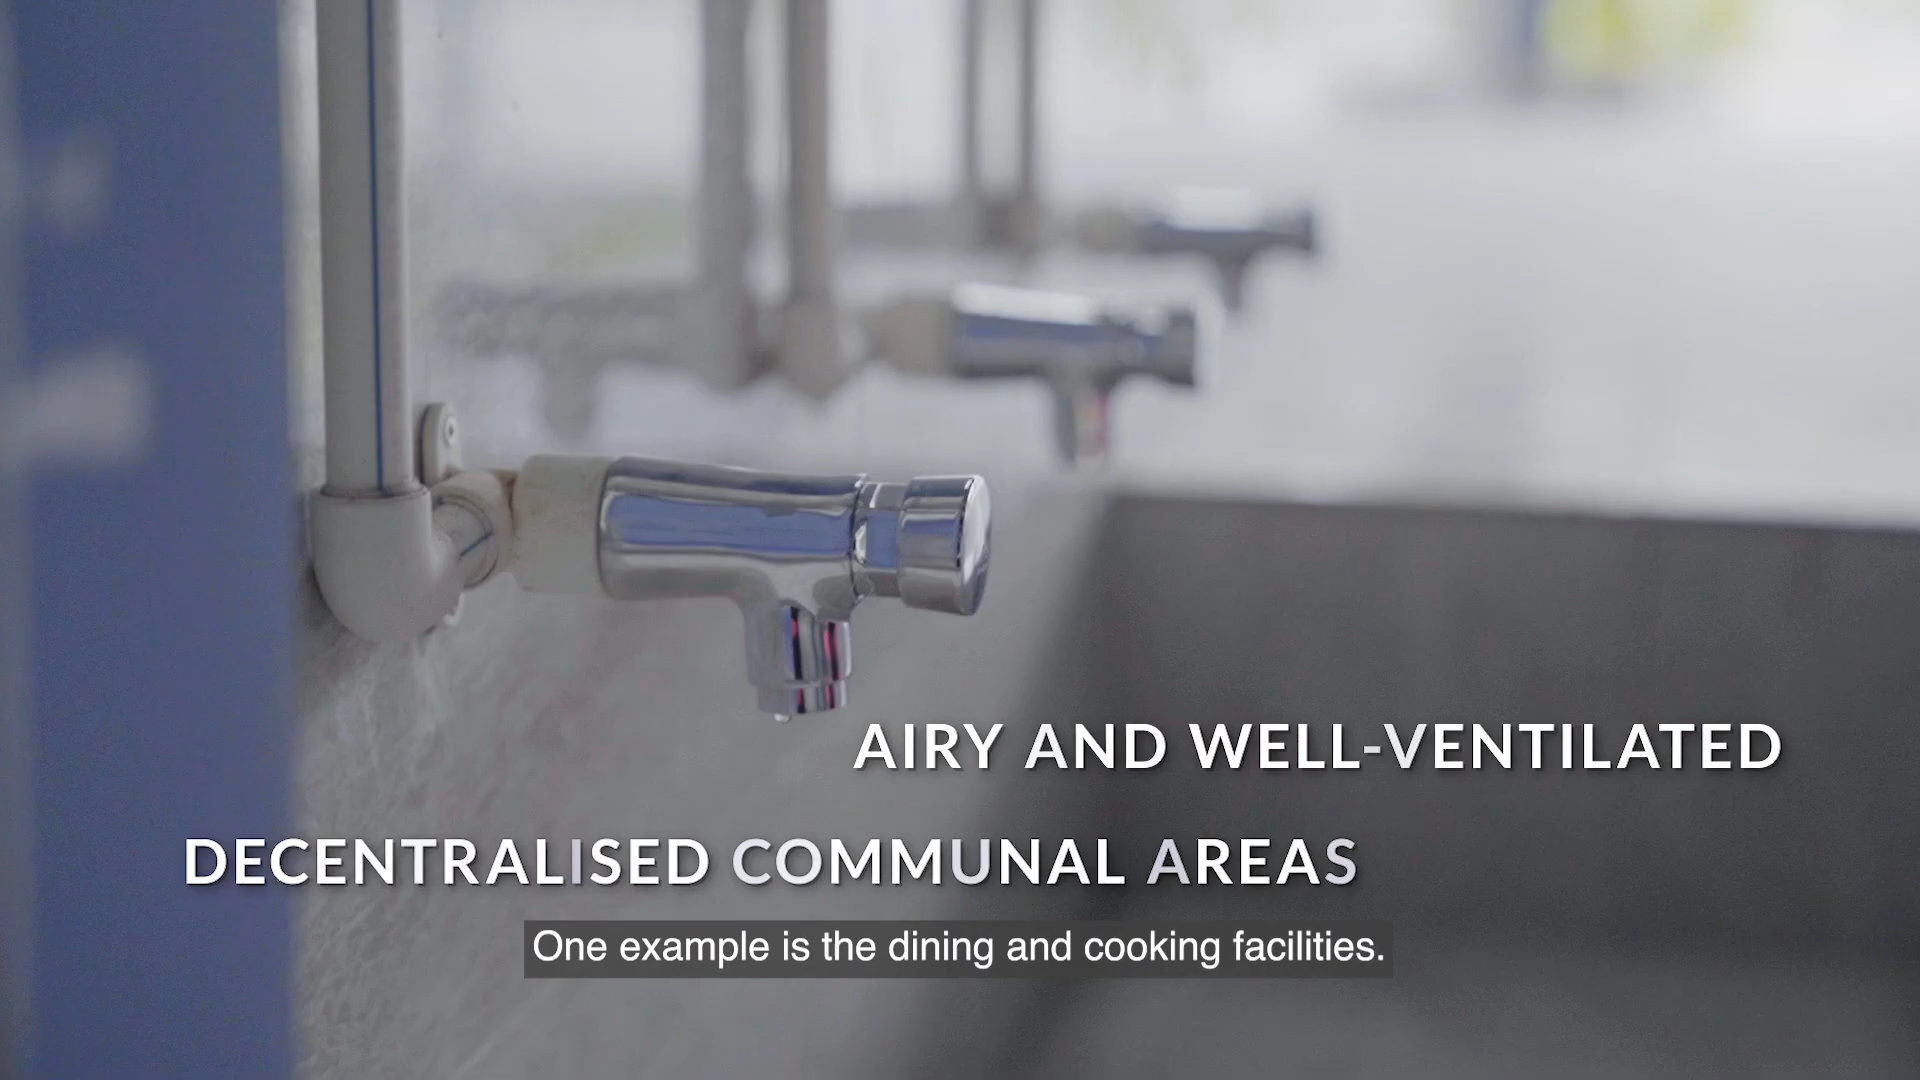 AIRY AND WELL-VENTILATED
DECENTRALISED COMMUNAL AREAS
One example is the dining and cooking facilities.